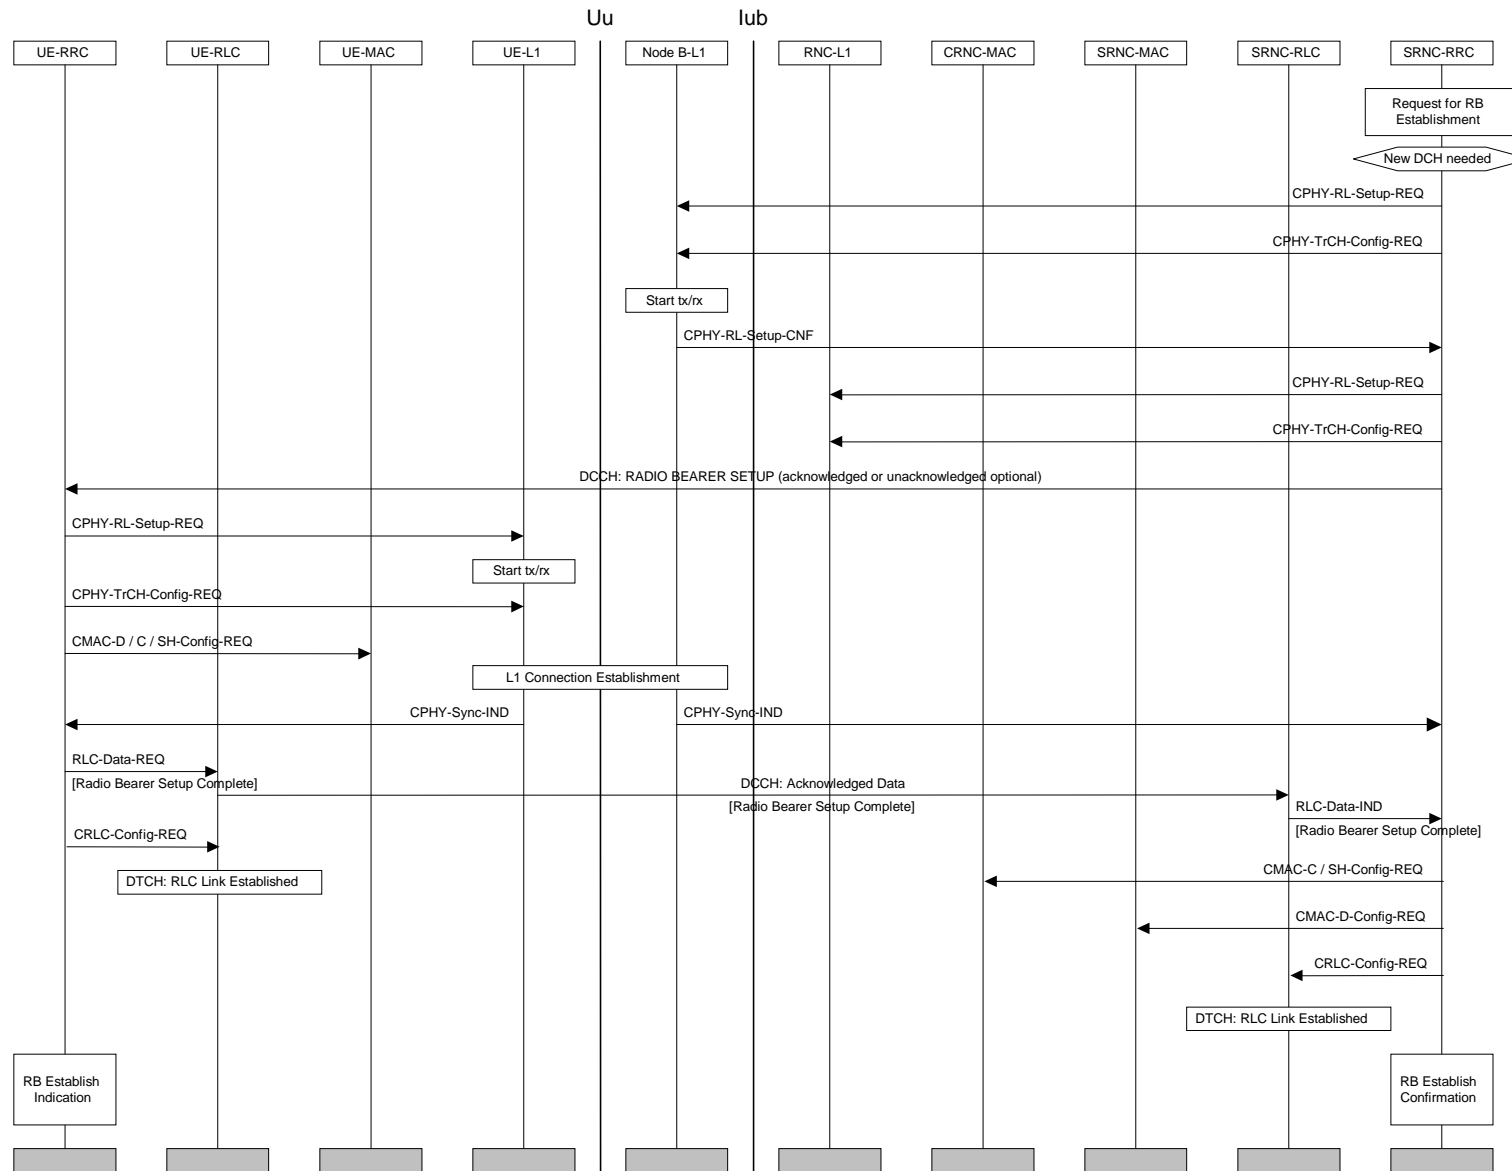 Uu
Iub
UE-RRC
UE-RLC
UE-MAC
UE-L1
Node B-L1
RNC-L1
CRNC-MAC
SRNC-MAC
SRNC-RLC
SRNC-RRC
Request for RB
Establishment
New DCH needed
CPHY-RL-Setup-REQ
CPHY-TrCH-Config-REQ
Start tx/rx
CPHY-RL-Setup-CNF
CPHY-RL-Setup-REQ
CPHY-TrCH-Config-REQ
DCCH: RADIO BEARER SETUP (acknowledged or unacknowledged optional)
CPHY-RL-Setup-REQ
Start tx/rx
CPHY-TrCH-Config-REQ
CMAC-D / C / SH-Config-REQ
L1 Connection Establishment
CPHY-Sync-IND
CPHY-Sync-IND
RLC-Data-REQ
[Radio Bearer Setup Complete]
DCCH: Acknowledged Data
[Radio Bearer Setup Complete]
RLC-Data-IND
[Radio Bearer Setup Complete]
CRLC-Config-REQ
CMAC-C / SH-Config-REQ
DTCH: RLC Link Established
CMAC-D-Config-REQ
CRLC-Config-REQ
DTCH: RLC Link Established
RB Establish
Indication
RB Establish
Confirmation